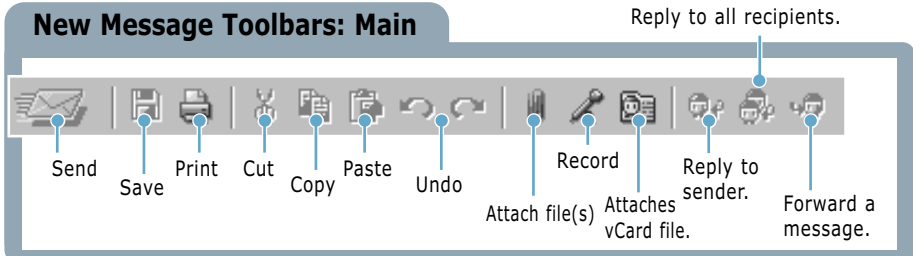 New Message Toolbars: Main
Reply to all recipients.
Send
Save
Print
Cut
Copy
Paste
Undo
Attach file(s)
Record
Attaches
vCard file.
Reply to
sender.
Forward a
message.